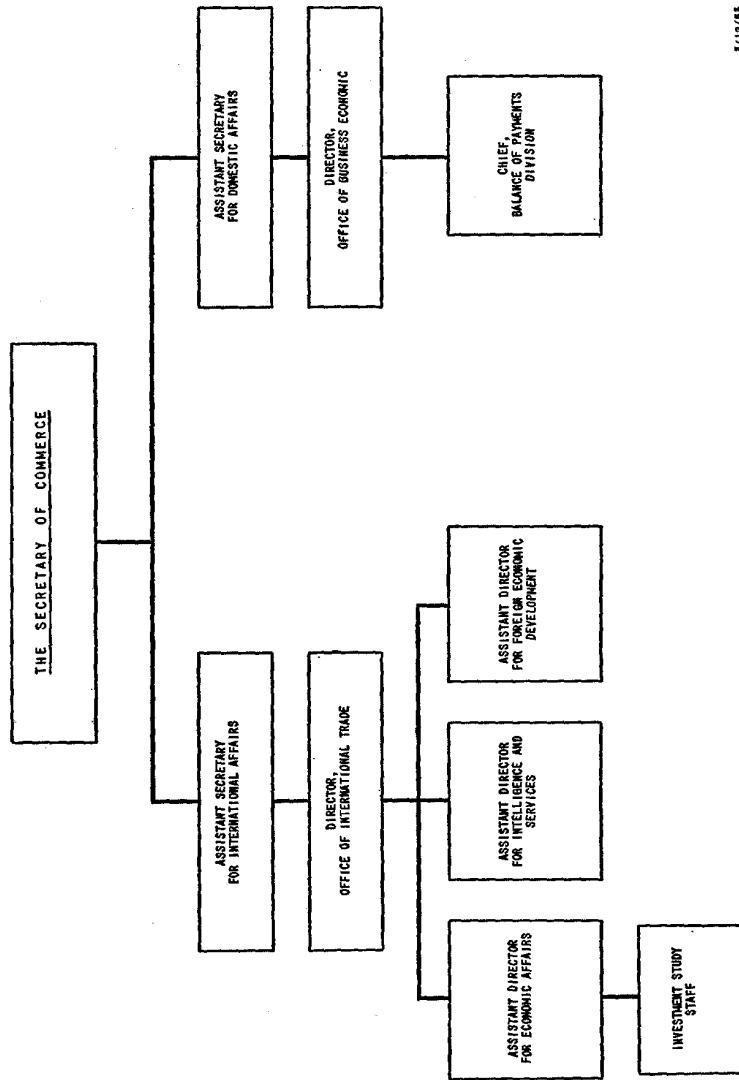 THE SECRETARY OF COMMERCE
ASSISTANT SECRETARY
FOR INTERNATIONAL AFFAIRS
ASSISTANT SECRETARY
FOR DOMESTIC AFFAIRS
DIRECTOR,
OFFICE OF INTERNATIONAL TRADE
DIRECTOR,
OFFICE OF BUSINESS ECONOMIC
ASSISTANT DIRECTOR
FOR ECONOMIC AFFAIRS
ASSISTANT DIRECTOR
FOR INTELLIGENCE AND
SERVICES
ASSISTANT DIRECTOR
FOR FOREIGN ECONOMIC
DEVELOPMENT
CHIEF,
BALANCE OF PAYMENTS
DIVISION
INVESTMENT STUDY
STAFF